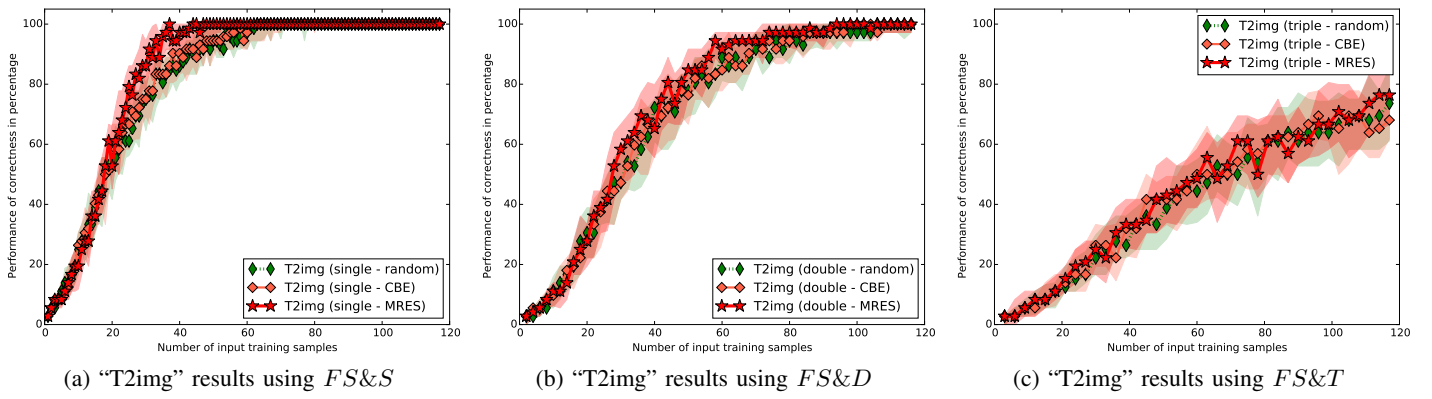 Performance of correctness in percentage
100
80
60
40
20
0
0 20 40 60 80 100 120
Number of input training samples
T2img (single - random)
T2img (single - CBE)
T2img (single - MRES)
(a) “T2img” results using FS&S
Performance of correctness in percentage
100
80
60
40
20
0
0 20 40 60 80 100 120
Number of input training samples
T2img (double - random)
T2img (double - CBE)
T2img (double - MRES)
(b) “T2img” results using FS&D
Performance of correctness in percentage
100
80
60
40
20
0
0 20 40 60 80 100 120
Number of input training samples
T2img (triple - random)
T2img (triple - CBE)
T2img (triple - MRES)
(c) “T2img” results using FS&T